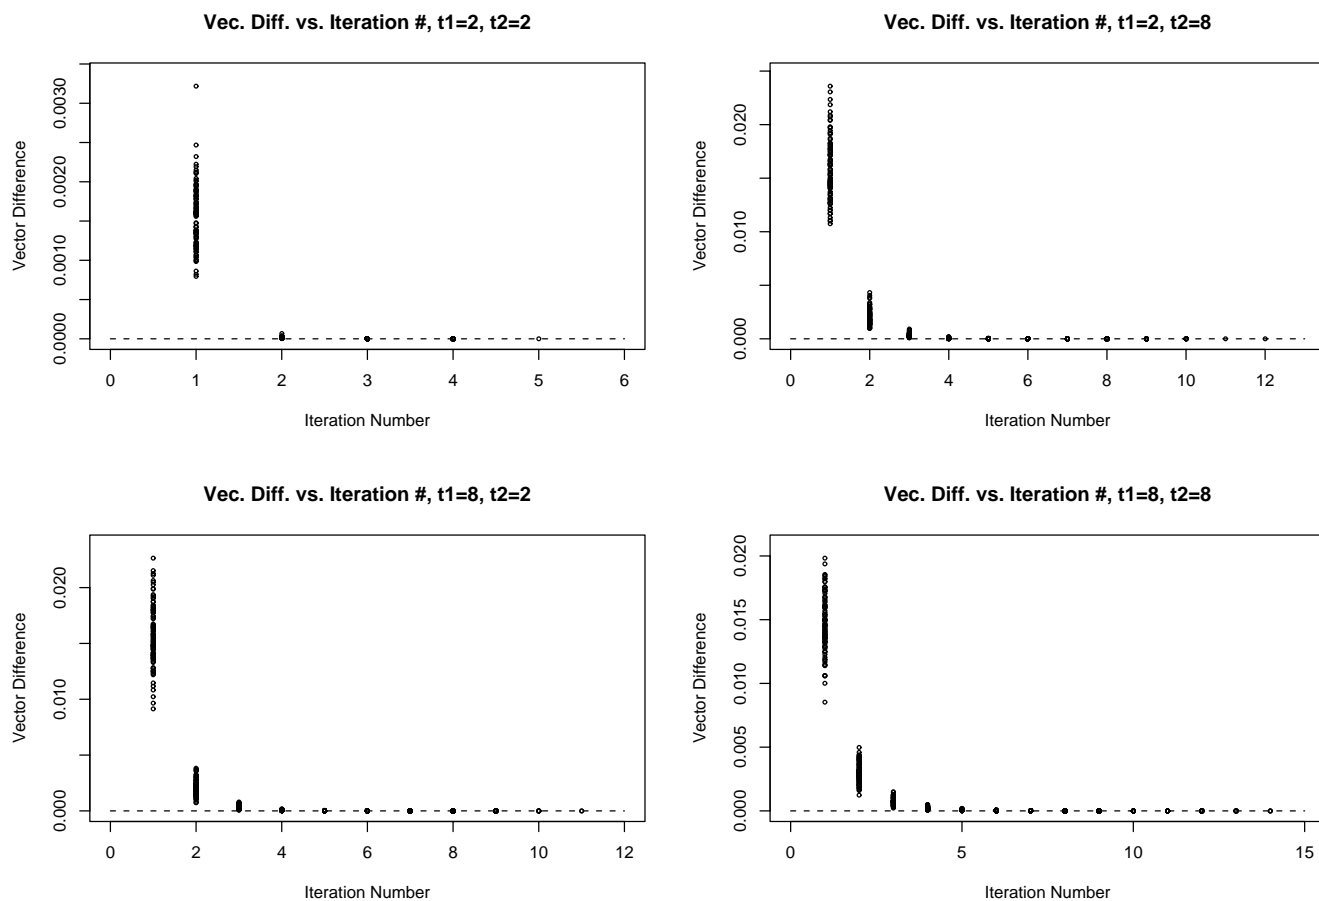 Vec. Diff. vs. Iteration #, t1=2, t2=2
0.0030
0.0020
0.0010
0.0000
Vector Difference
0 1 2 3 4 5 6
Iteration Number
Vec. Diff. vs. Iteration #, t1=2, t2=8
0.020
0.010
0.000
Vector Difference
0 2 4 6 8 10 12
Iteration Number
Vec. Diff. vs. Iteration #, t1=8, t2=2
0.020
0.010
0.000
Vector Difference
0 2 4 6 8 10 12
Iteration Number
Vec. Diff. vs. Iteration #, t1=8, t2=8
0.020
0.015
0.010
0.005
0.000
Vector Difference
0 5 10 15
Iteration Number